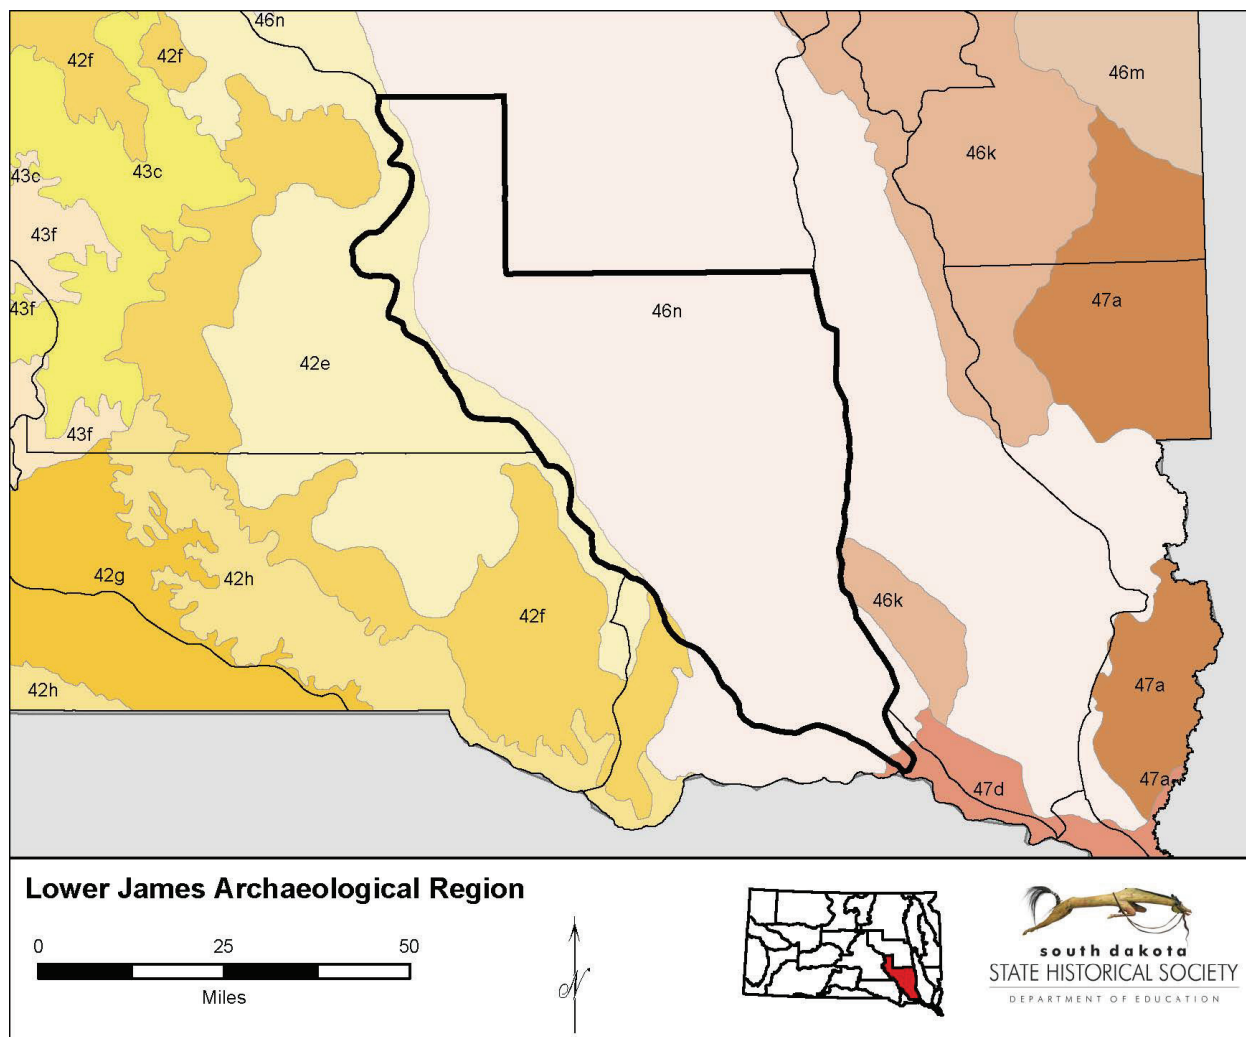 46n
42f
42f
46m
46k
43c
43c
43f
43f
47a
46n
42e
43f
42g
42h
46k
42f
42h
47a
47a
47d
Lower James Archaeological Region
0 25 50
Miles
N
south dakota
STATE HISTORICAL SOCIETY
DEPARTMENT OF EDUCATION